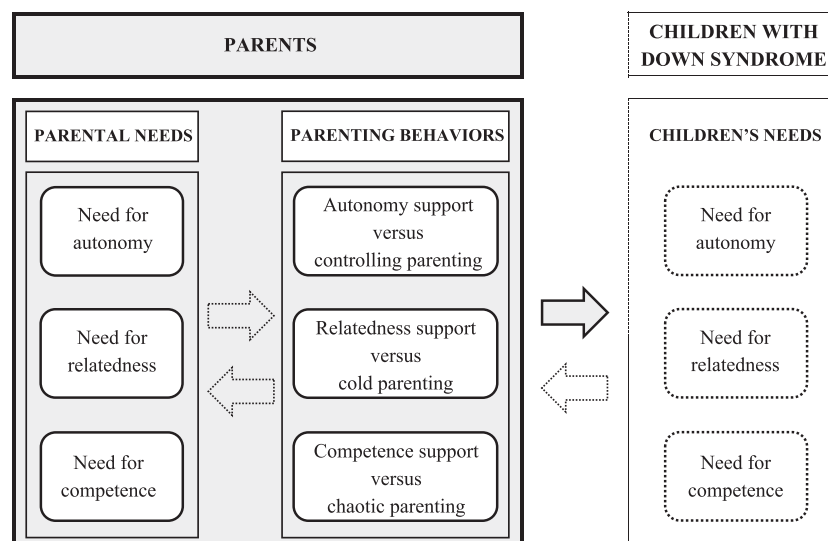 PARENTS
CHILDREN WITH
DOWN SYNDROME
PARENTAL NEEDS
PARENTING BEHAVIORS
CHILDREN'S NEEDS
Need for
autonomy
Autonomy support
versus
controlling parenting
Need for
autonomy
Need for
relatedness
Relatedness support
versus
cold parenting
Need for
relatedness
Need for
competence
Competence support
versus
chaotic parenting
Need for
competence